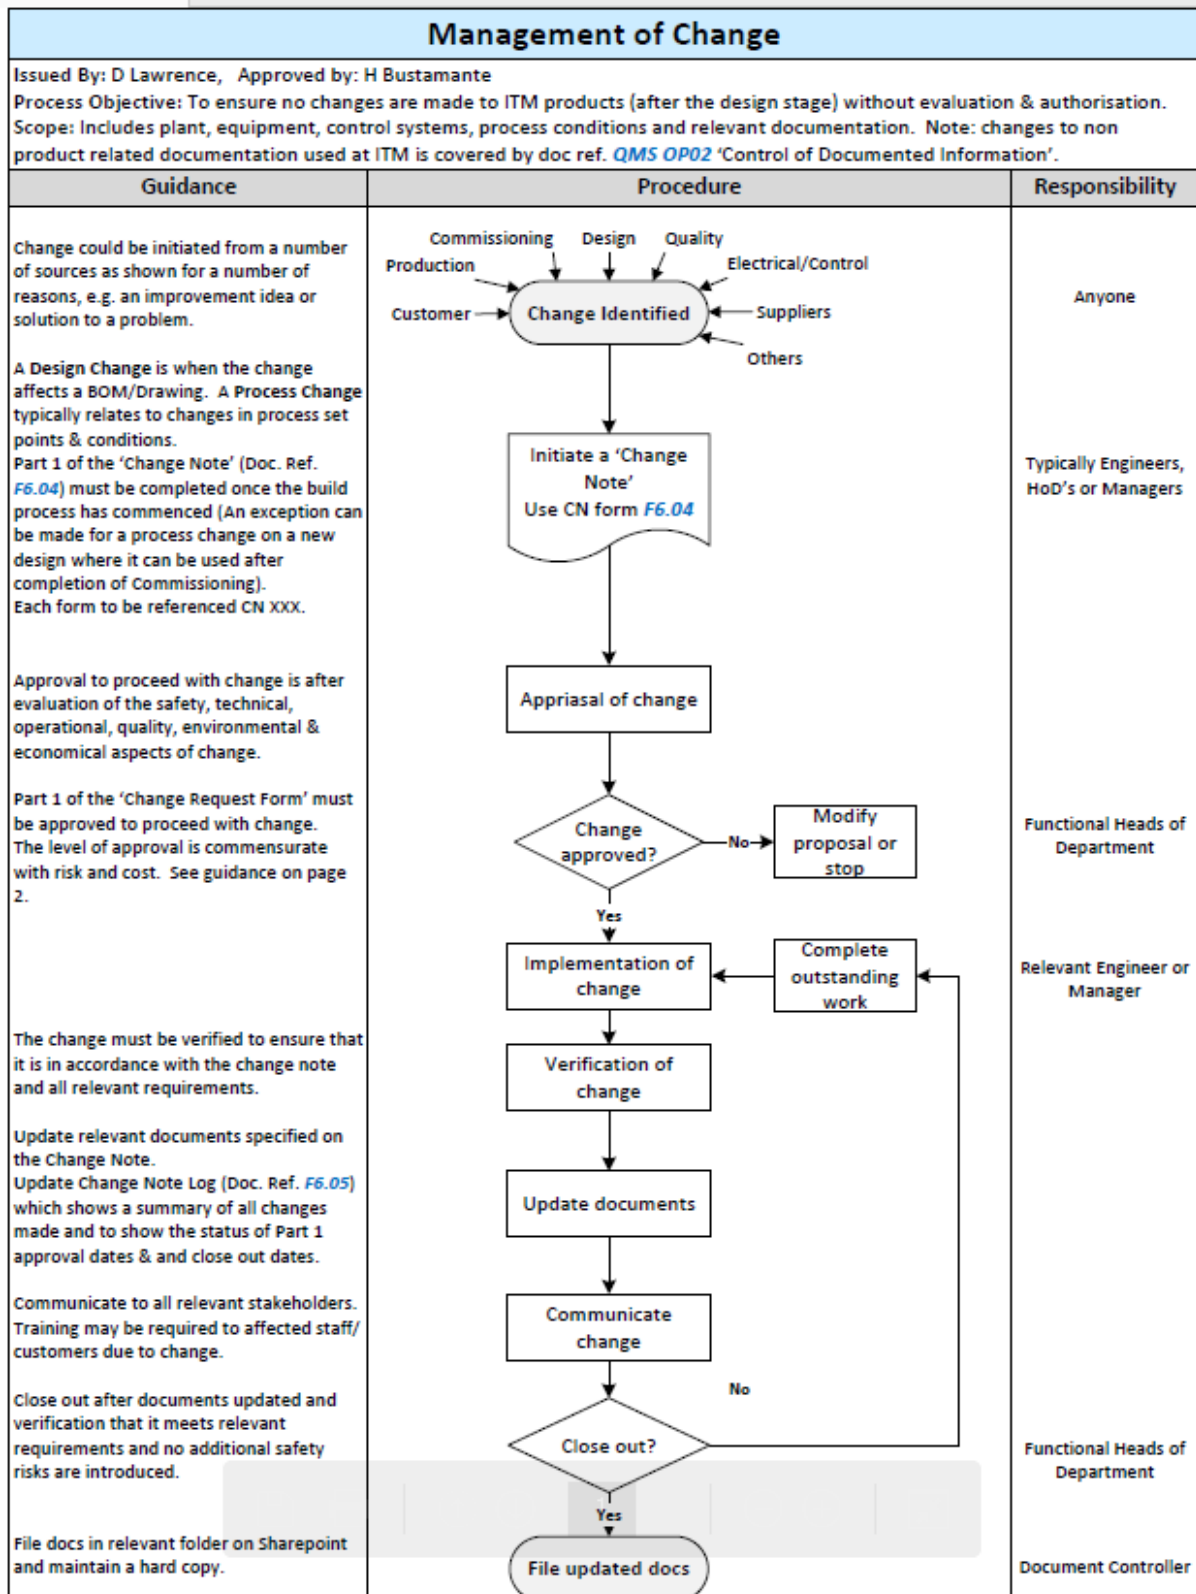 Management of Change
Issued By: D Lawrence, Approved by: H Bustamante
Process Objective: To ensure no changes are made to ITM products (after the design stage) without evaluation & authorisation.
Scope: Includes plant, equipment, control systems, process conditions and relevant documentation. Note: changes to non
product related documentation used at ITM is covered by doc ref. QMS OP02 ‘Control of Documented Information’.
Guidance
Procedure
Responsibility
Change could be initiated from a number
of sources as shown for a number of
reasons, e.g. an improvement idea or
solution to a problem.
Commissioning
Design
Quality
Production
Electrical/Control
Customer
Change Identified
Suppliers
Others
Anyone
A Design Change is when the change
affects a BOM/Drawing. A Process Change
typically relates to changes in process set
points & conditions.
Part 1 of the ‘Change Note’ (Doc. Ref.
F6.04) must be completed once the build
process has commenced (An exception can
be made for a process change on a new
design where it can be used after
completion of Commissioning).
Each form to be referenced CN XXX.
Initiate a ‘Change
Note’
Use CN form F6.04
Typically Engineers,
HoD’s or Managers
Approval to proceed with change is after
evaluation of the safety, technical,
operational, quality, environmental &
economical aspects of change.
Appriasal of change
Part 1 of the ‘Change Request Form’ must
be approved to proceed with change.
The level of approval is commensurate
with risk and cost. See guidance on page
2.
Change
approved?
No
Modify
proposal or
stop
Functional Heads of
Department
Yes
Implementation of
change
Complete
outstanding
work
Relevant Engineer or
Manager
The change must be verified to ensure that
it is in accordance with the change note
and all relevant requirements.
Verification of
change
Update relevant documents specified on
the Change Note.
Update Change Note Log (Doc. Ref. F6.05)
which shows a summary of all changes
made and to show the status of Part 1
approval dates & and close out dates.
Update documents
Communicate to all relevant stakeholders.
Training may be required to affected staff/
customers due to change.
Communicate
change
Close out after documents updated and
verification that it meets relevant
requirements and no additional safety
risks are introduced.
No
Close out?
Functional Heads of
Department
Yes
File docs in relevant folder on Sharepoint
and maintain a hard copy.
File updated docs
Document Controller